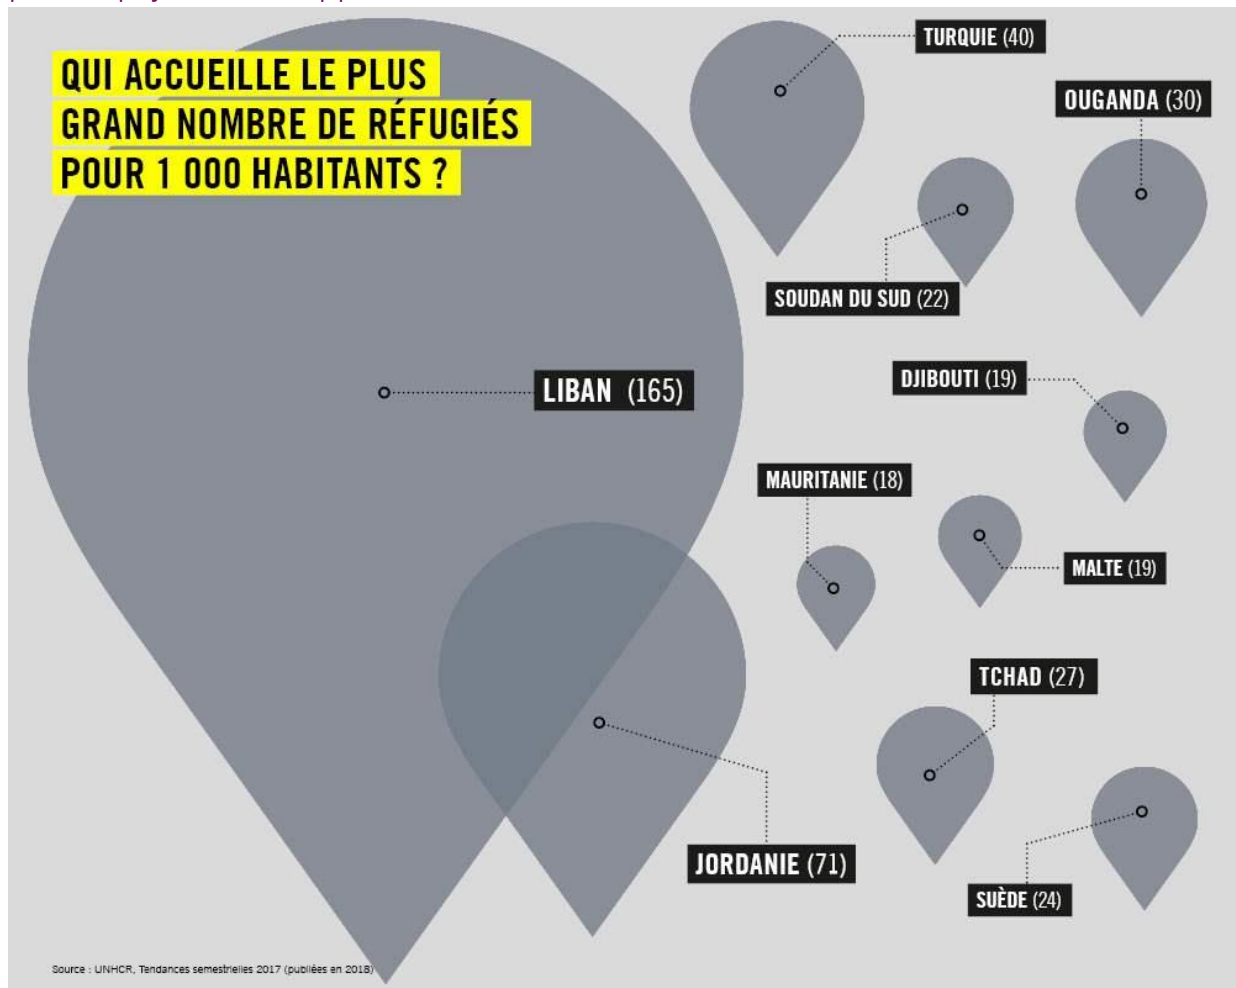 QUI ACCUEILLE LE PLUS
GRAND NOMBRE DE RÉFUGIÉS
POUR 1 000 HABITANTS ?
TURQUIE (40)
OUGANDA (30)
SOUDAN DU SUD (22)
LIBAN (165)
DJIBOUTI (19)
MAURITANIE (18)
MALTE (19)
TCHAD (27)
JORDANIE (71)
SUÈDE (24)
Source : UNHCR, Tendances semestrielles 2017 (publiées en 2018)